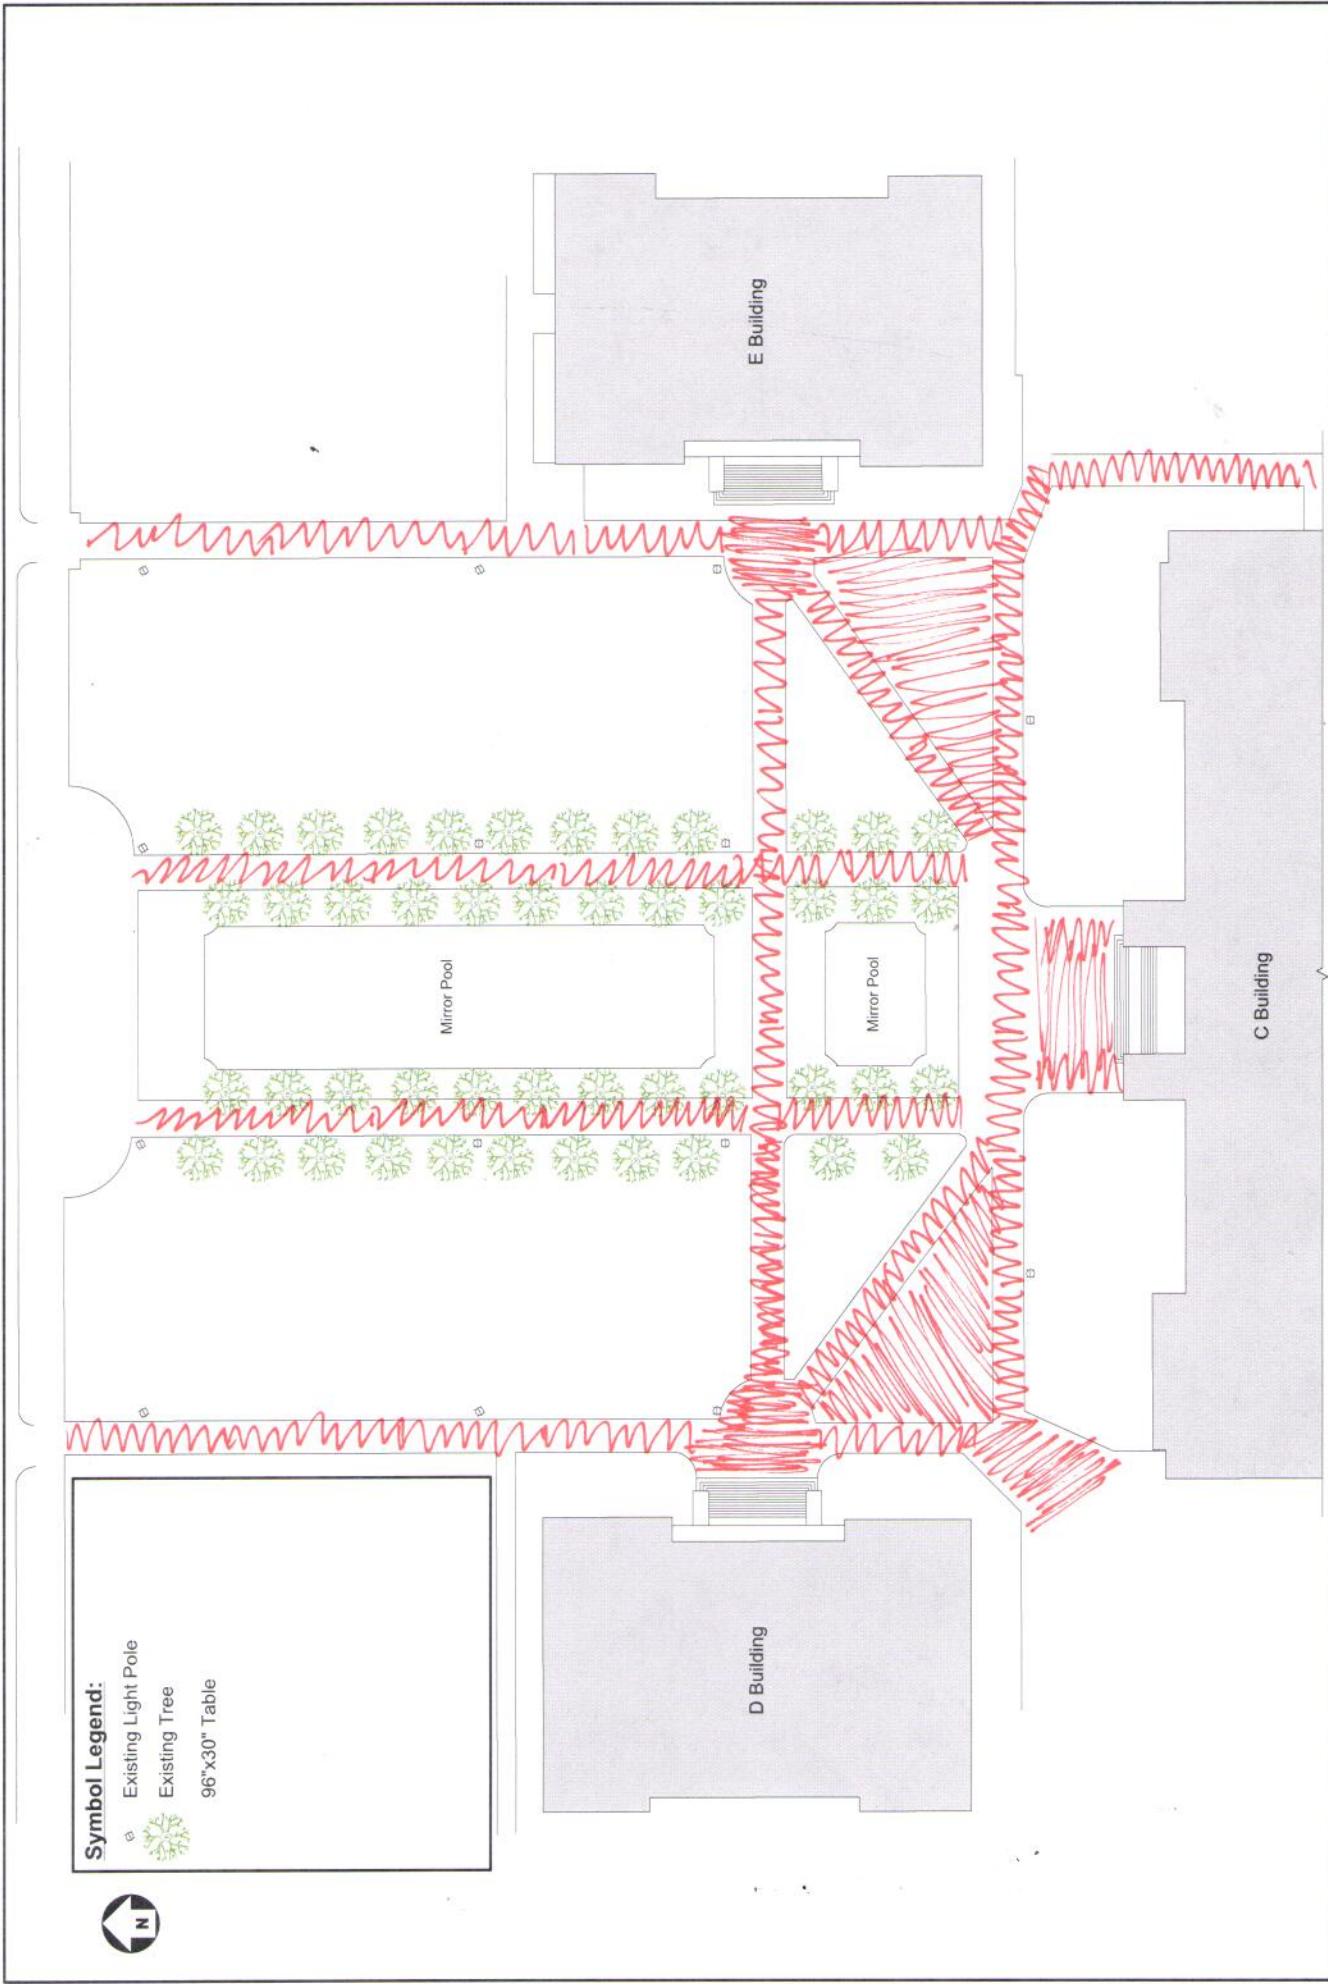 Symbol Legend:
Existing Light Pole
Existing Tree
96"x30" Table
N
E Building
Mirror Pool
Mirror Pool
C Building
D Building